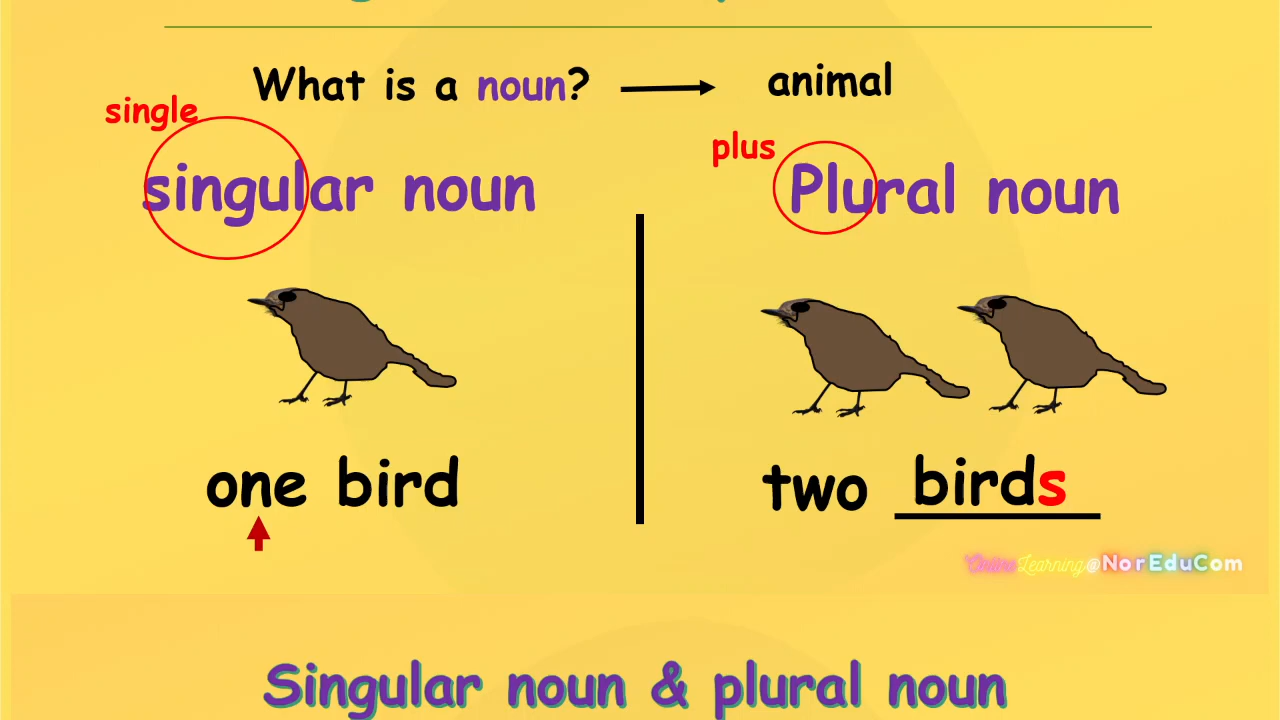 What is a noun? animal
single
plus
singular noun
Plural noun
one bird
two birds
Learning@NorEduCom
Singular noun & plural noun